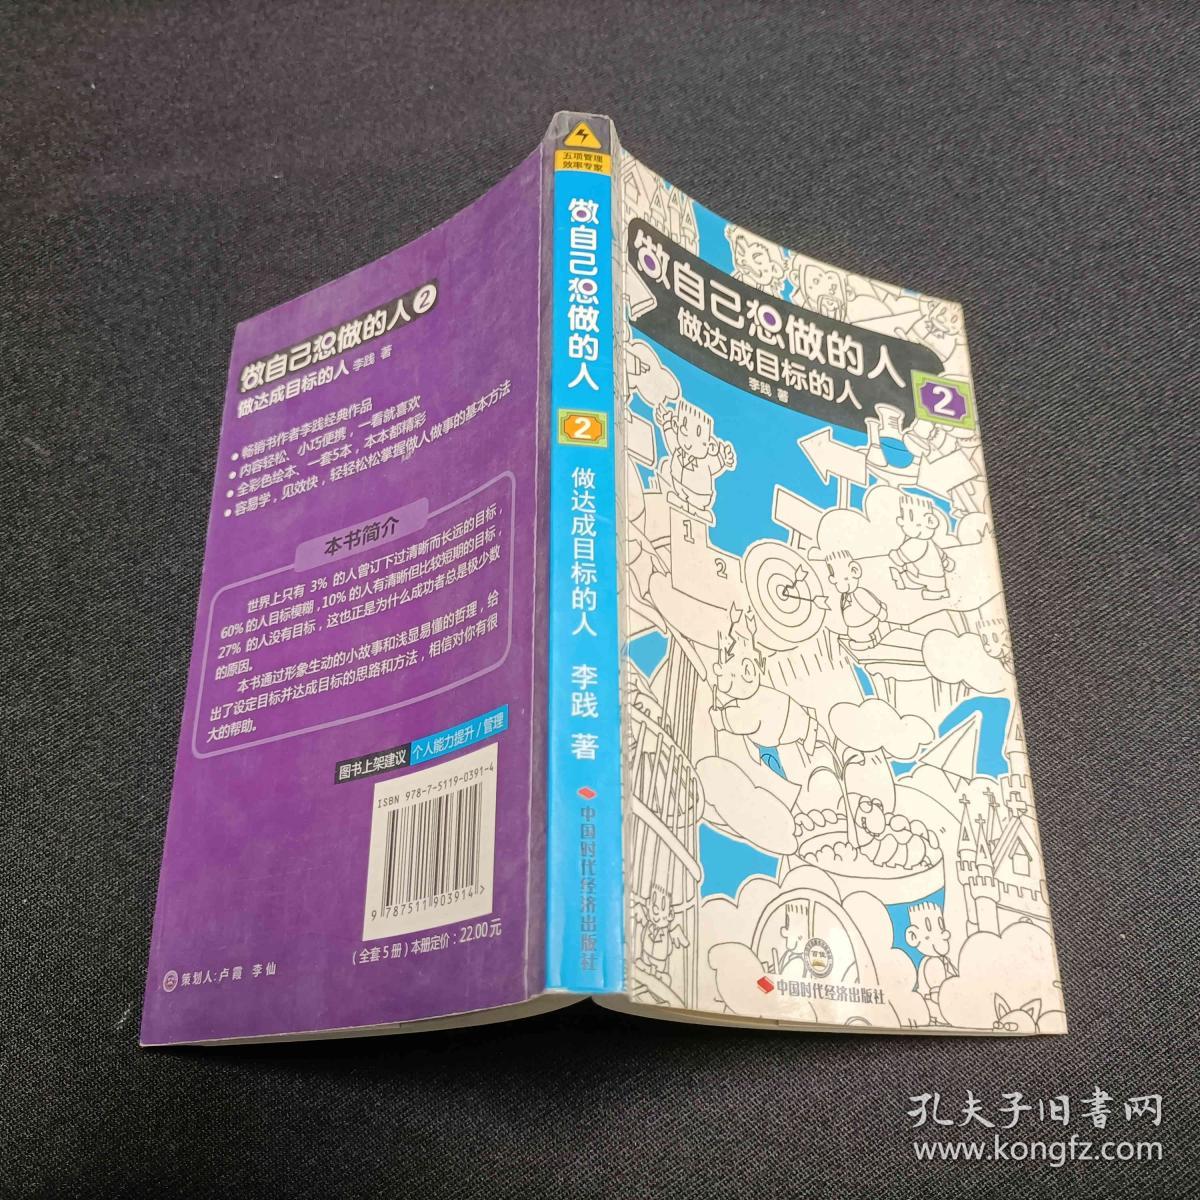 做自己想做的人2
做达成目标的人 李践 著
● 畅销书作者李践经典作品
● 内容轻松、小巧便携，一看就喜欢
● 全彩色绘本、一套5本，本本都精彩
● 容易学，见效快，轻轻松松掌握做人做事的基本方法
本书简介
世界上只有 3% 的人曾订下过清晰而长远的目标，
60% 的人目标模糊，10% 的人有清晰但比较短期的目标，
27% 的人没有目标，这也正是为什么成功者总是极少数
的原因。
本书通过形象生动的小故事和浅显易懂的哲理，给
出了设定目标并达成目标的思路和方法，相信对你有很
大的帮助。
图书上架建议 个人能力提升/管理
ISBN 978-7-5119-0391-4
9 787511 903914 >
（全套 5 册）本册定价：22.00 元
策划人：卢霞 李仙
五项管理
效率专家
做自己想做的人
2
做达成目标的人
李践 著
中国时代经济出版社
做自己想做的人
做达成目标的人
2
李践 著
1
2
中国时代经济出版社
孔夫子旧书网
www.kongfz.com